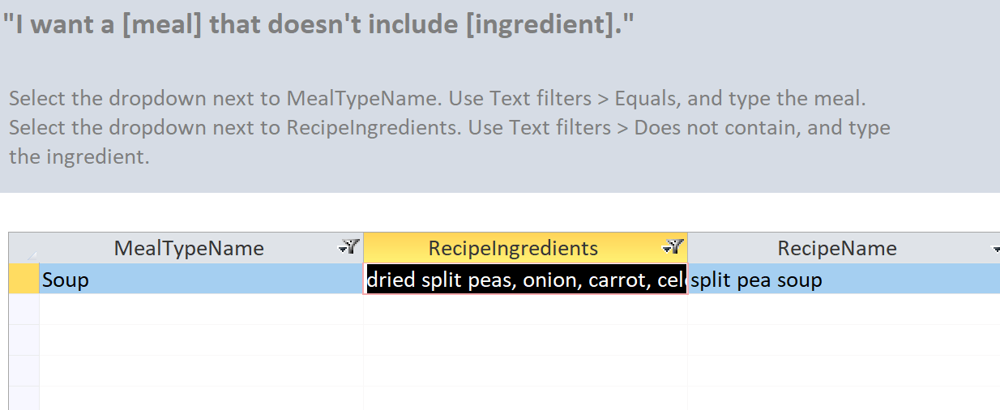 "I want a [meal] that doesn't include [ingredient]."
Select the dropdown next to MealTypeName. Use Text filters > Equals, and type the meal.
Select the dropdown next to RecipeIngredients. Use Text filters > Does not contain, and type
the ingredient.
MealTypeName RecipeIngredients RecipeName
Soup dried split peas, onion, carrot, split pea soup